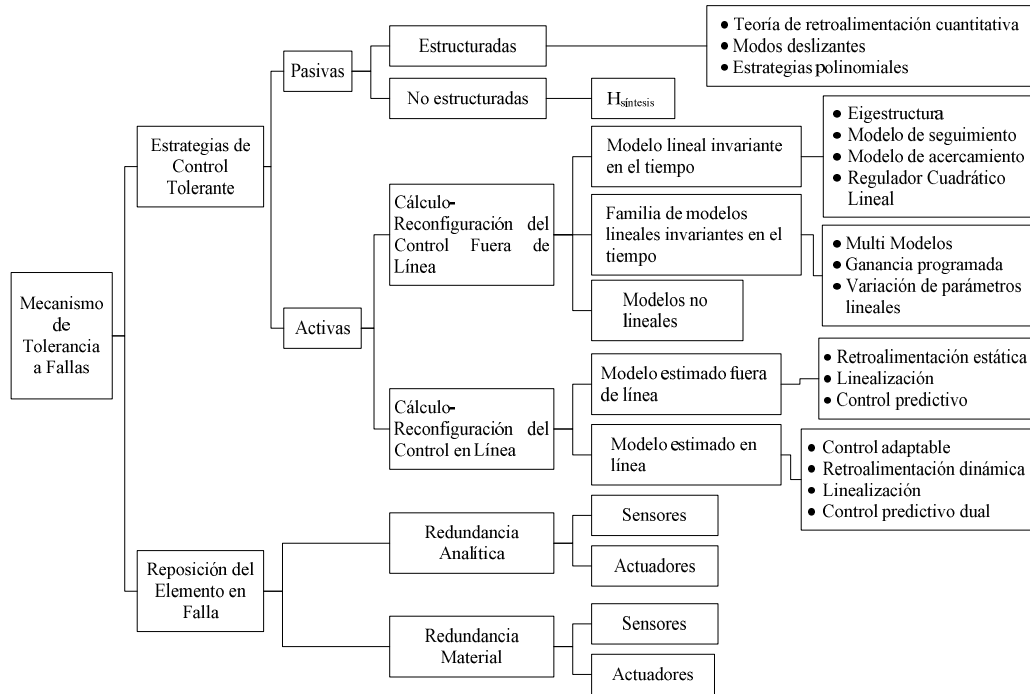 Mecanismo
de
Tolerancia
a Fallas
Estrategias de
Control
Tolerante
Pasivas
Estructuradas
• Teoría de retroalimentación cuantitativa
• Modos deslizantes
• Estrategias polinomiales
No estructuradas
H síntesis
Activas
Cálculo-
Reconfiguración del
Control Fuera de
Línea
Modelo lineal invariante
en el tiempo
• Eigestructura
• Modelo de seguimiento
• Modelo de acercamiento
• Regulador Cuadrático
Lineal
Familia de modelos
lineales invariantes en el
tiempo
• Multi Modelos
• Ganancia programada
• Variación de parámetros
lineales
Modelos no
lineales
Cálculo-
Reconfiguración del
Control en Línea
Modelo estimado fuera
de línea
• Retroalimentación estática
• Linealización
• Control predictivo
Modelo estimado en
línea
• Control adaptable
• Retroalimentación dinámica
• Linealización
• Control predictivo dual
Reposición del
Elemento en
Falla
Redundancia
Analítica
Sensores
Actuadores
Redundancia
Material
Sensores
Actuadores